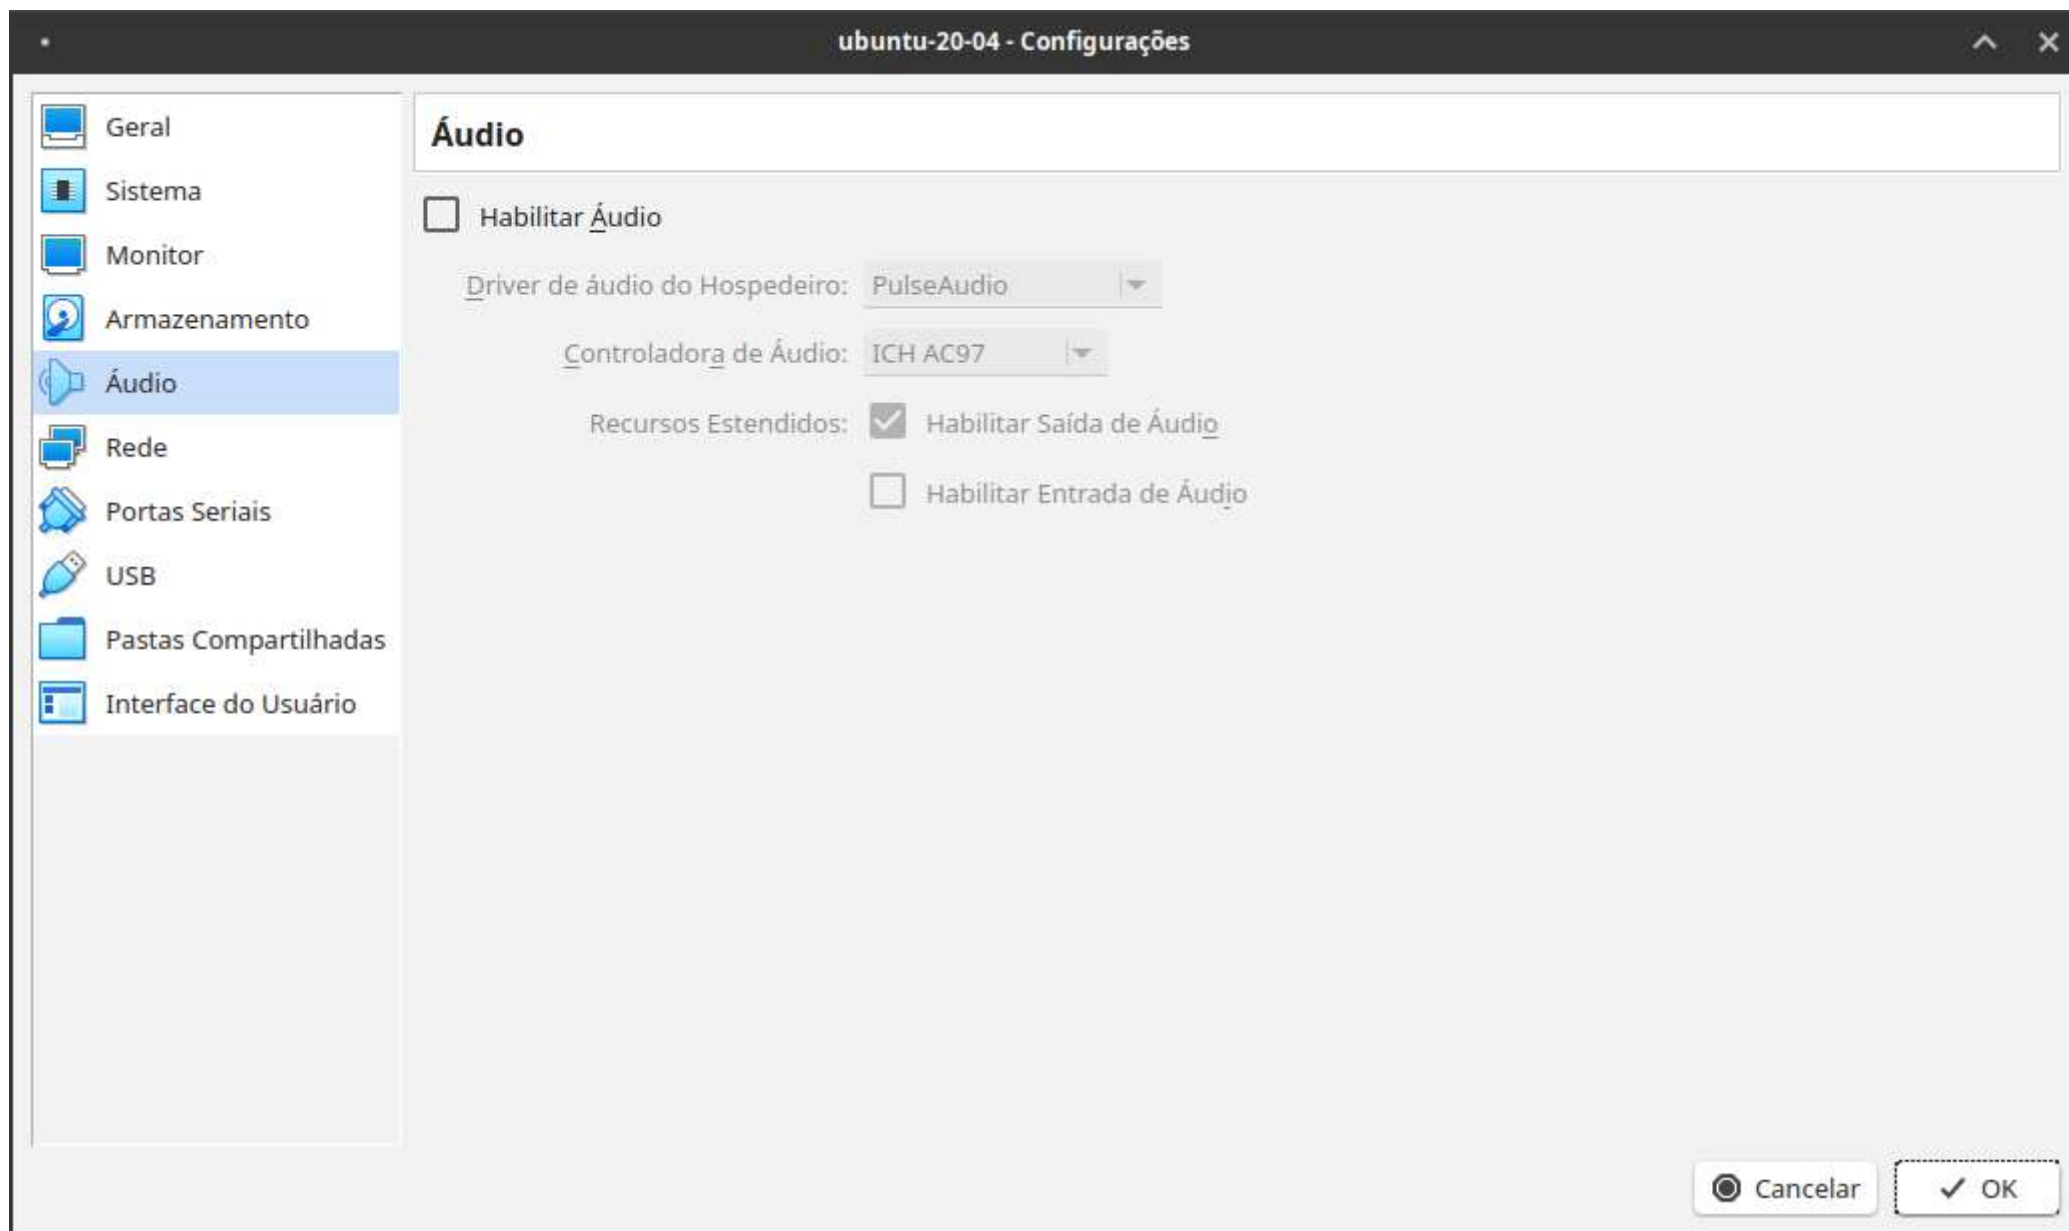 ubuntu-20-04 - Configurações
Geral
Sistema
Monitor
Armazenamento
Áudio
Rede
Portas Seriais
USB
Pastas Compartilhadas
Interface do Usuário
Áudio
Habilitar Áudio
Driver de áudio do Hospedeiro: PulseAudio
Controladora de Áudio: ICH AC97
Recursos Estendidos: Habilitar Saída de Áudio
Habilitar Entrada de Áudio
Cancelar OK